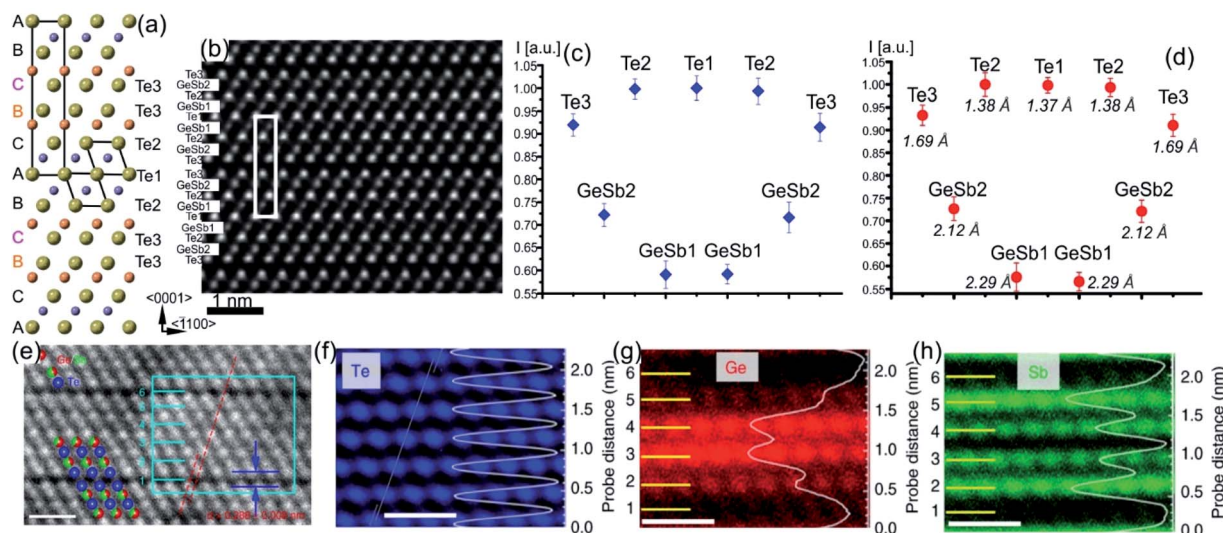 (a)
A
B
C
B
C
A
B
C
B
C
A
Te3
Te3
Te2
Te1
Te2
Te3
Te3
<0001>
<1̄100>
(b)
Te3
GeSb2
Te2
GeSb1
Te1
GeSb1
Te2
GeSb2
Te3
Te3
GeSb2
Te2
GeSb1
Te1
GeSb1
Te2
GeSb2
Te3
1 nm
(c)
I [a.u.]
1.05
1.00
0.95
0.90
0.85
0.80
0.75
0.70
0.65
0.60
0.55
Te3
GeSb2
Te2
GeSb1
Te1
GeSb1
Te2
GeSb2
Te3
(d)
I [a.u.]
1.05
1.00
0.95
0.90
0.85
0.80
0.75
0.70
0.65
0.60
0.55
Te3
1.69 Å
GeSb2
2.12 Å
Te2
1.38 Å
GeSb1
2.29 Å
Te1
1.37 Å
GeSb1
2.29 Å
Te2
1.38 Å
GeSb2
2.12 Å
Te3
1.69 Å
(e)
Te
6
5
4
3
1
(f)
Te
2.0
1.5
1.0
0.5
0.0
Probe distance (nm)
(g)
Ge
6
5
4
3
2
1
2.0
1.5
1.0
0.5
0.0
Probe distance (nm)
(h)
Sb
6
5
4
3
2
1
2.0
1.5
1.0
0.5
0.0
Probe distance (nm)